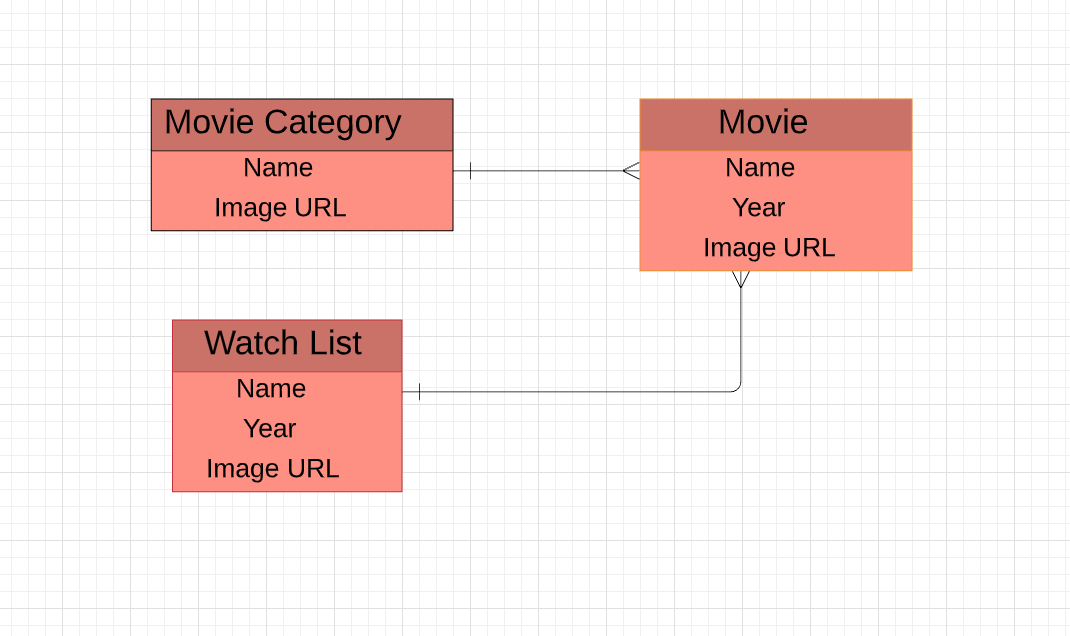 Movie Category
Name
Image URL
Movie
Name
Year
Image URL
Watch List
Name
Year
Image URL